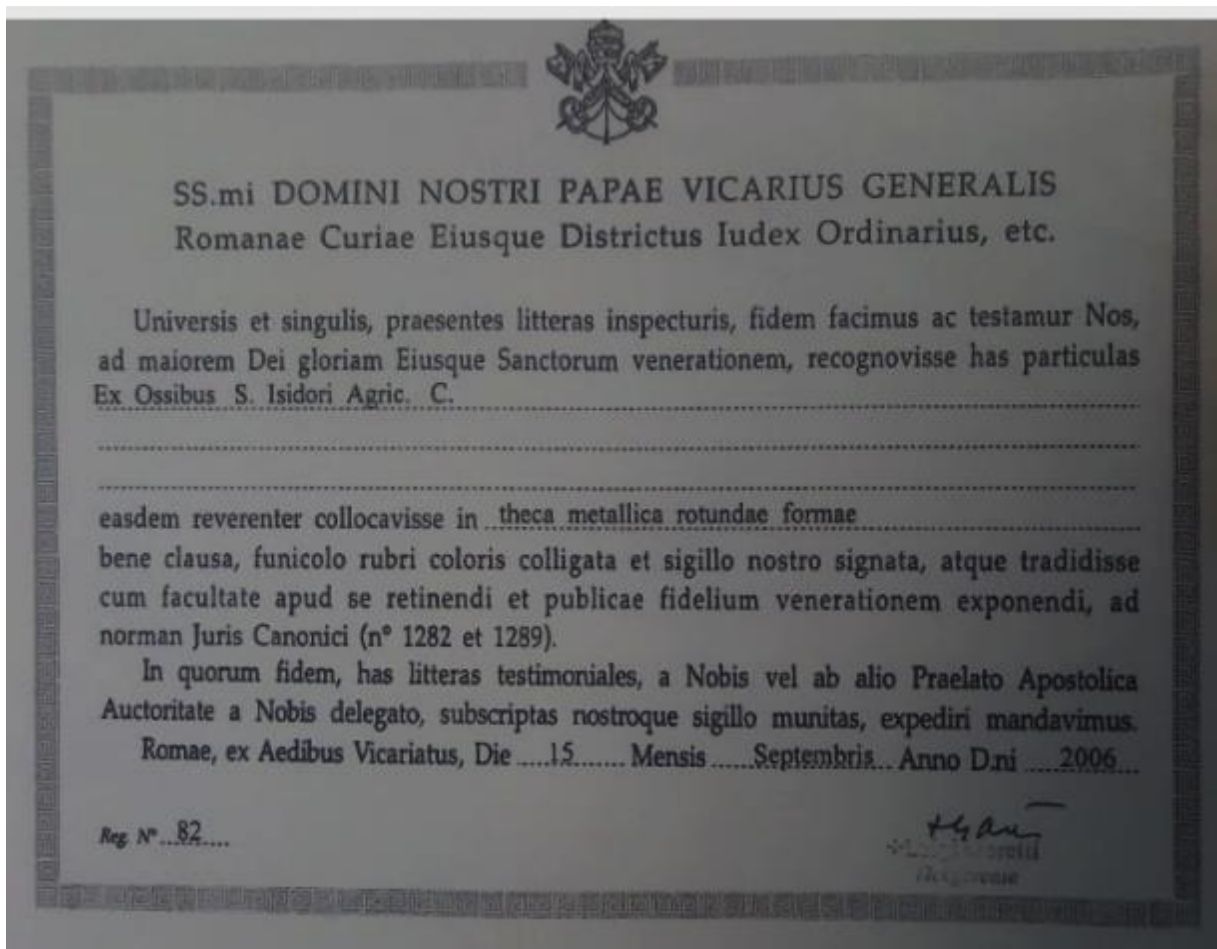 SS.mi DOMINI NOSTRI PAPAE VICARIUS GENERALIS
Romanae Curiae Eiusque Districtus Iudex Ordinarius, etc.
Universis et singulis, praesentes litteras inspecturis, fidem facimus ac testamur Nos,
ad maiorem Dei gloriam Eiusque Sanctorum venerationem, recognovisse has particulas
Ex Ossibus S. Isidori Agric. C.
easdem reverenter collocavisse in theca metallica rotundae formae
bene clausa, funicolo rubri coloris colligata et sigillo nostro signata, atque tradidisse
cum facultate apud se retinendi et publicae fidelium venerationem exponendi, ad
norman Juris Canonici (nº 1282 et 1289).
In quorum fidem, has litteras testimoniales, a Nobis vel ab alio Praelato Apostolica
Auctoritate a Nobis delegato, subscriptas nostroque sigillo munitas, expediri mandavimus.
Romae, ex Aedibus Vicariatus, Die 15 Mensis Septembris Anno D.ni 2006
Reg. Nº 82